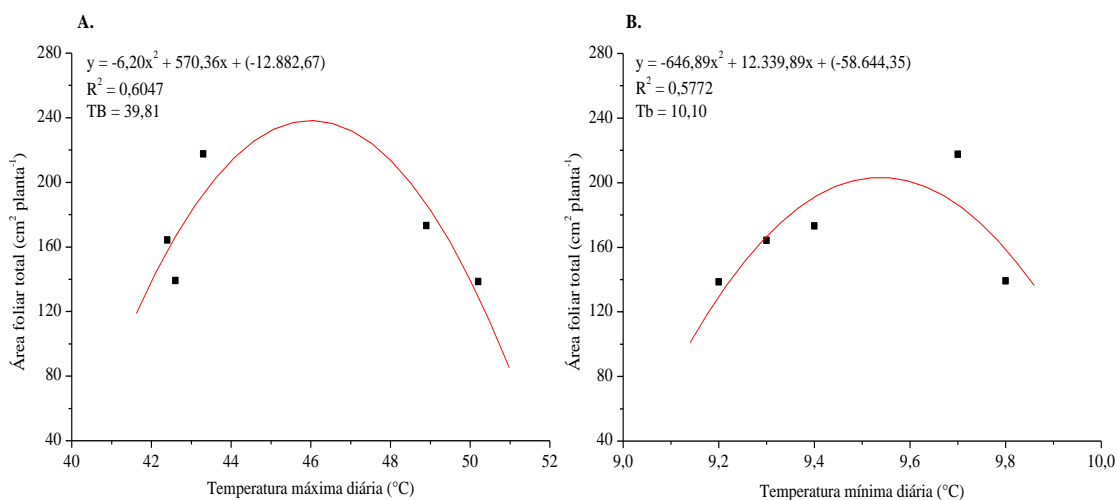 A.
y = -6,20x² + 570,36x + (-12.882,67)
R² = 0,6047
TB = 39,81
280
240
200
160
120
80
40
Área foliar total (cm² planta⁻¹)
40 42 44 46 48 50 52
Temperatura máxima diária (°C)
B.
y = -646,89x² + 12.339,89x + (-58.644,35)
R² = 0,5772
Tb = 10,10
280
240
200
160
120
80
40
Área foliar total (cm² planta⁻¹)
9,0 9,2 9,4 9,6 9,8 10,0
Temperatura mínima diária (°C)